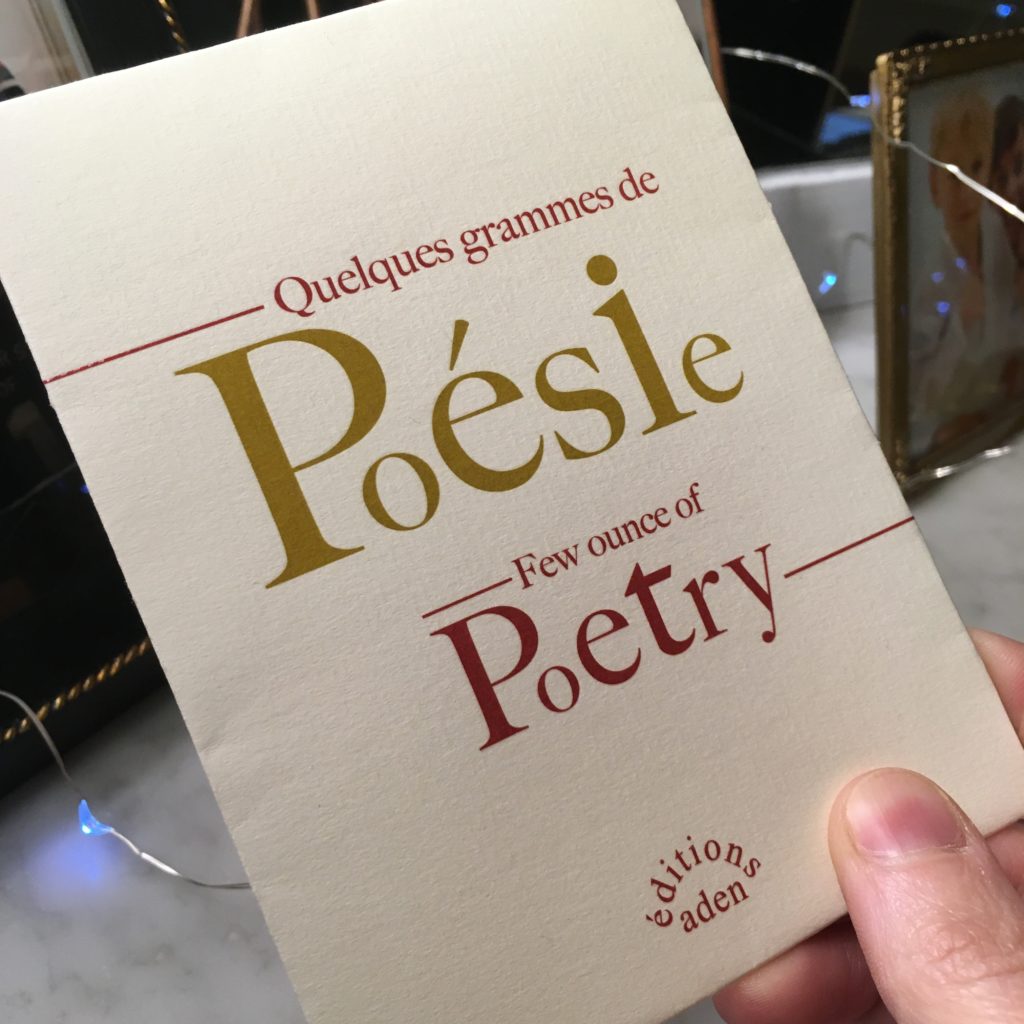 Quelques grammes de
Poésie
Few ounce of
Poetry
éditions
aden